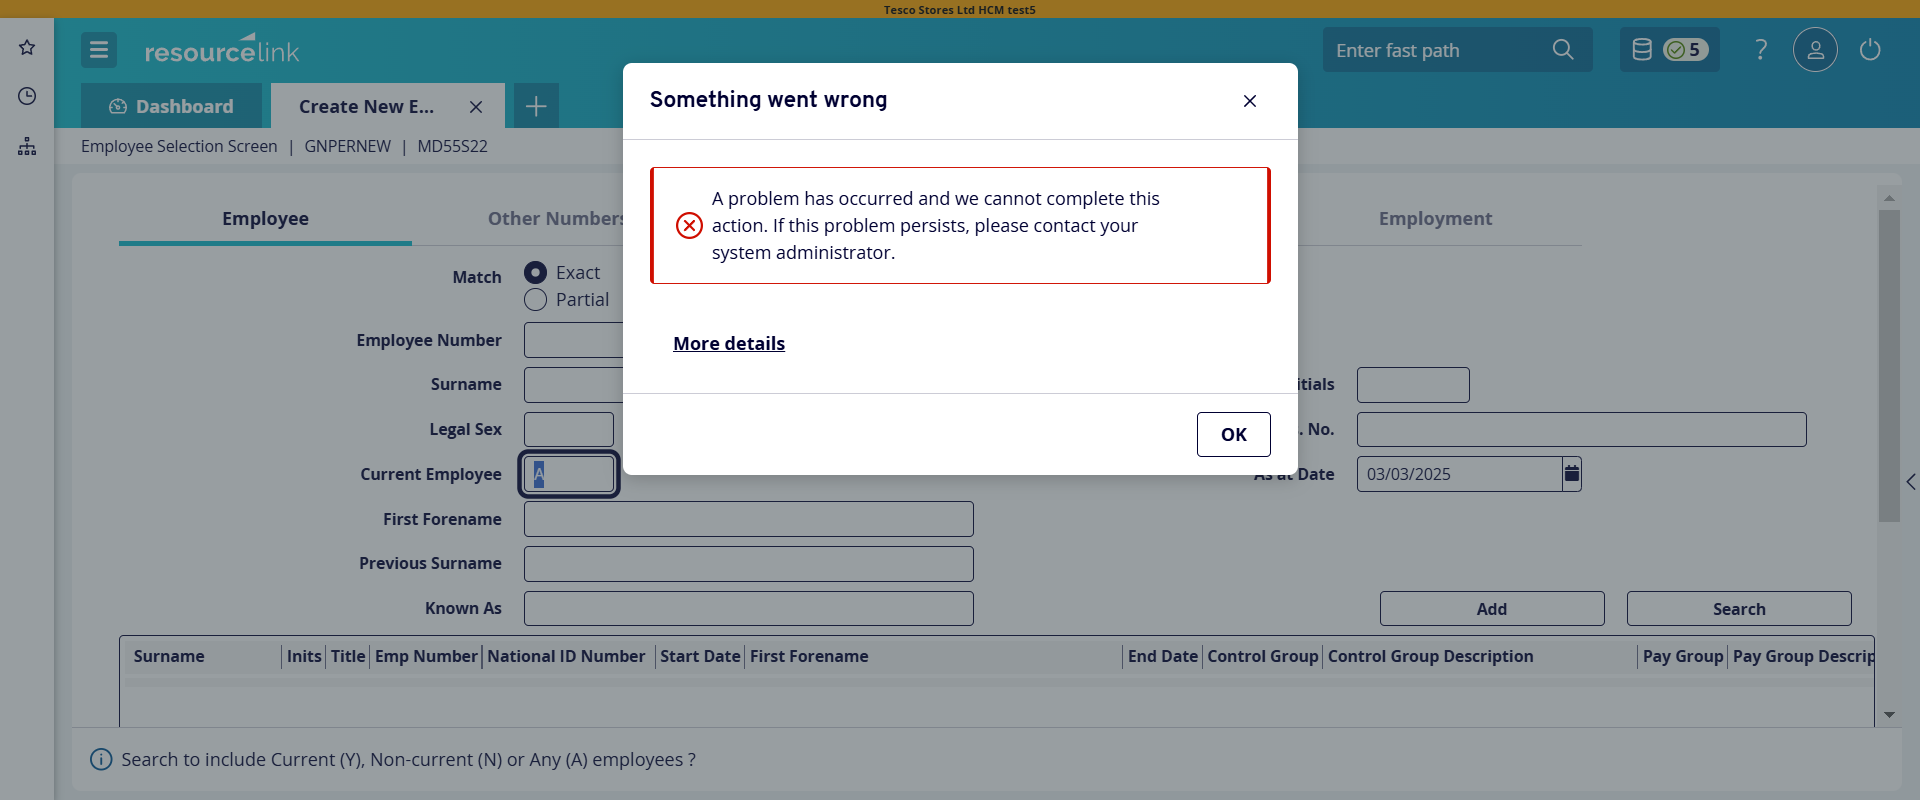 Tesco Stores Ltd HCM test5
resourcelink
Enter fast path
5
?
Dashboard
Create New E...
Employee Selection Screen | GNPERNEW | MD55S22
Something went wrong
A problem has occurred and we cannot complete this
action. If this problem persists, please contact your
system administrator.
More details
OK
Employee
Other Numbers
Employment
Match
Exact
Partial
Employee Number
Surname
itials
Legal Sex
. No.
Current Employee
A
As at Date
03/03/2025
First Forename
Previous Surname
Known As
Add
Search
Surname
Inits
Title
Emp Number
National ID Number
Start Date
First Forename
End Date
Control Group
Control Group Description
Pay Group
Pay Group Descrip
Search to include Current (Y), Non-current (N) or Any (A) employees ?